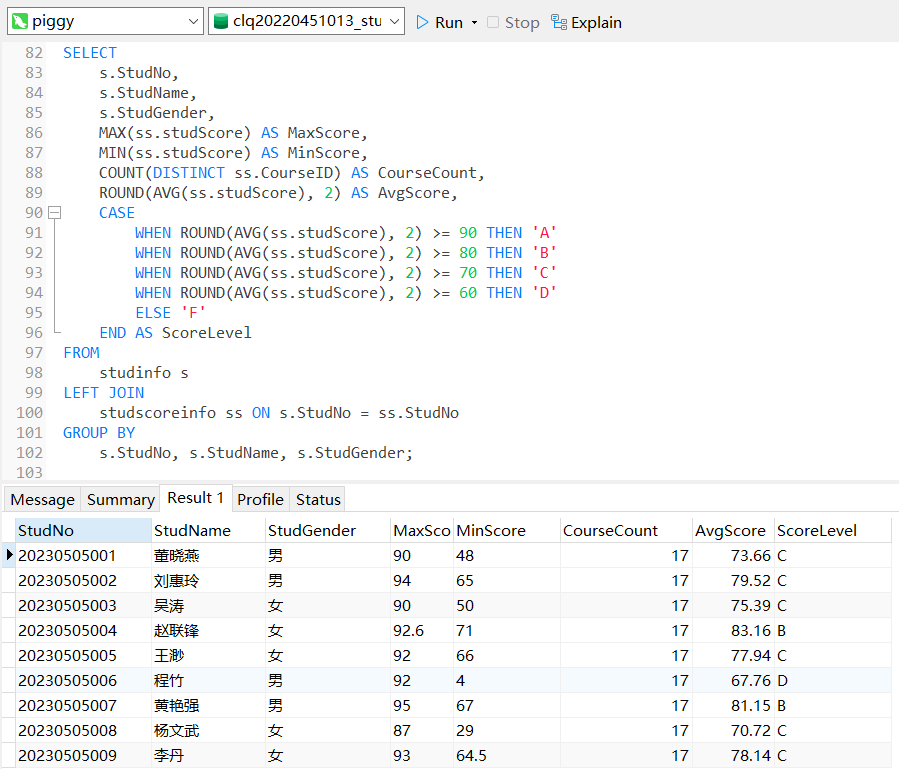 piggy clq20220451013_stu Run Stop Explain
82 SELECT
83 s.StudNo,
84 s.StudName,
85 s.StudGender,
86 MAX(ss.studScore) AS MaxScore,
87 MIN(ss.studScore) AS MinScore,
88 COUNT(DISTINCT ss.CourseID) AS CourseCount,
89 ROUND(AVG(ss.studScore), 2) AS AvgScore,
90 CASE
91 WHEN ROUND(AVG(ss.studScore), 2) >= 90 THEN 'A'
92 WHEN ROUND(AVG(ss.studScore), 2) >= 80 THEN 'B'
93 WHEN ROUND(AVG(ss.studScore), 2) >= 70 THEN 'C'
94 WHEN ROUND(AVG(ss.studScore), 2) >= 60 THEN 'D'
95 ELSE 'F'
96 END AS ScoreLevel
97 FROM
98 studinfo s
99 LEFT JOIN
100 studscoreinfo ss ON s.StudNo = ss.StudNo
101 GROUP BY
102 s.StudNo, s.StudName, s.StudGender;
103
Message Summary Result 1 Profile Status
StudNo StudName StudGender MaxSco MinScore CourseCount AvgScore ScoreLevel
20230505001 董晓燕 男 90 48 17 73.66 C
20230505002 刘惠玲 男 94 65 17 79.52 C
20230505003 吴涛 女 90 50 17 75.39 C
20230505004 赵联锋 女 92.6 71 17 83.16 B
20230505005 王渺 女 92 66 17 77.94 C
20230505006 程竹 男 92 4 17 67.76 D
20230505007 黄艳强 男 95 67 17 81.15 B
20230505008 杨文武 女 87 29 17 70.72 C
20230505009 李丹 女 93 64.5 17 78.14 C